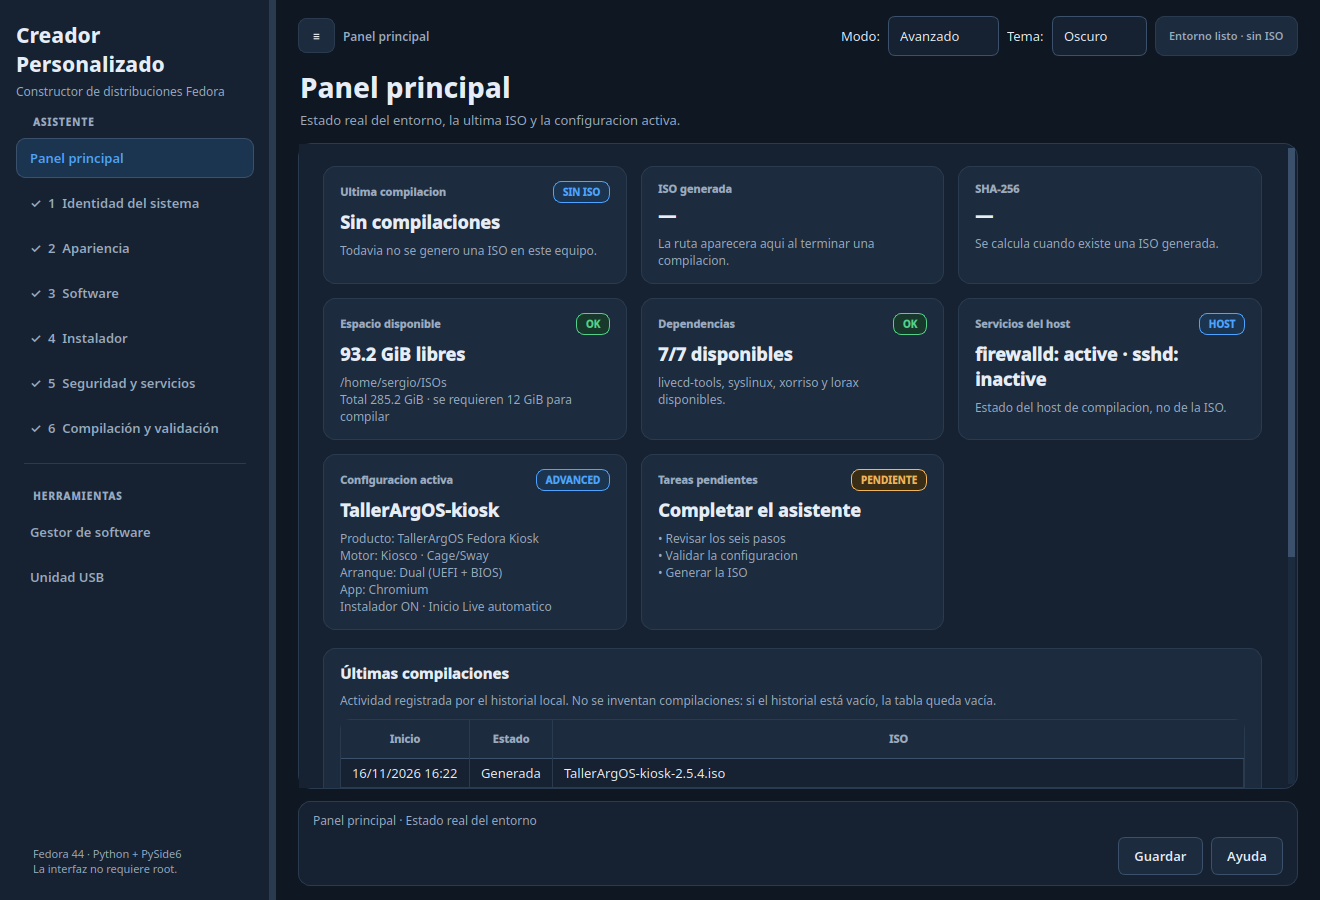 Creador
Personalizado
Constructor de distribuciones Fedora
ASISTENTE
Panel principal
✓ 1 Identidad del sistema
✓ 2 Apariencia
✓ 3 Software
✓ 4 Instalador
✓ 5 Seguridad y servicios
✓ 6 Compilación y validación
HERRAMIENTAS
Gestor de software
Unidad USB
Fedora 44 · Python + PySide6
La interfaz no requiere root.
≡ Panel principal
Modo: Avanzado Tema: Oscuro Entorno listo · sin ISO
Panel principal
Estado real del entorno, la ultima ISO y la configuracion activa.
Ultima compilacion SIN ISO
Sin compilaciones
Todavia no se genero una ISO en este equipo.
ISO generada
—
La ruta aparecera aqui al terminar una
compilacion.
SHA-256
—
Se calcula cuando existe una ISO generada.
Espacio disponible OK
93.2 GiB libres
/home/sergio/ISOs
Total 285.2 GiB · se requieren 12 GiB para
compilar
Dependencias OK
7/7 disponibles
livecd-tools, syslinux, xorriso y lorax
disponibles.
Servicios del host HOST
firewalld: active · sshd:
inactive
Estado del host de compilacion, no de la ISO.
Configuracion activa ADVANCED
TallerArgOS-kiosk
Producto: TallerArgOS Fedora Kiosk
Motor: Kiosco · Cage/Sway
Arranque: Dual (UEFI + BIOS)
App: Chromium
Instalador ON · Inicio Live automatico
Tareas pendientes PENDIENTE
Completar el asistente
• Revisar los seis pasos
• Validar la configuracion
• Generar la ISO
Últimas compilaciones
Actividad registrada por el historial local. No se inventan compilaciones: si el historial está vacío, la tabla queda vacía.
Inicio Estado ISO
16/11/2026 16:22 Generada TallerArgOS-kiosk-2.5.4.iso
Panel principal · Estado real del entorno
Guardar Ayuda